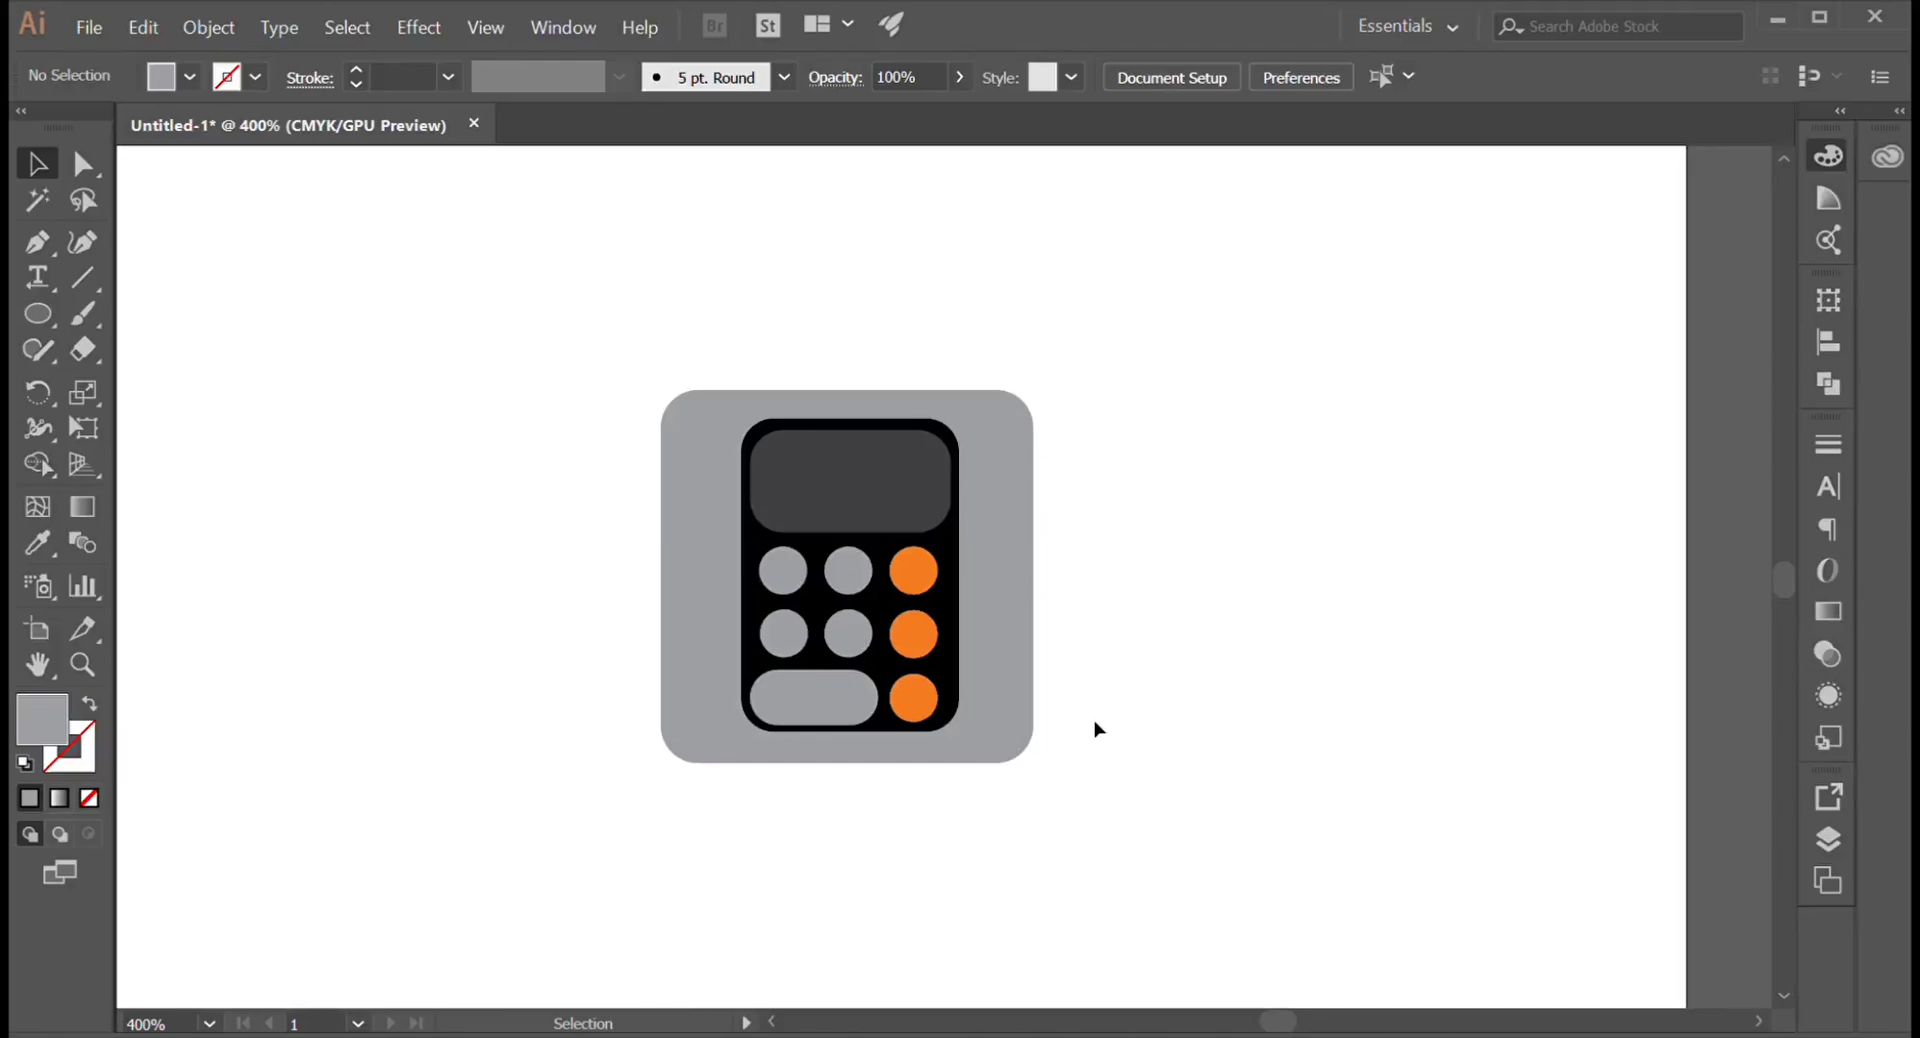 Ai File Edit Object Type Select Effect View Window Help Br St Essentials Search Adobe Stock
No Selection Stroke: 5 pt. Round Opacity: 100% Style: Document Setup Preferences
Untitled-1* @ 400% (CMYK/GPU Preview)
400% 1 Selection